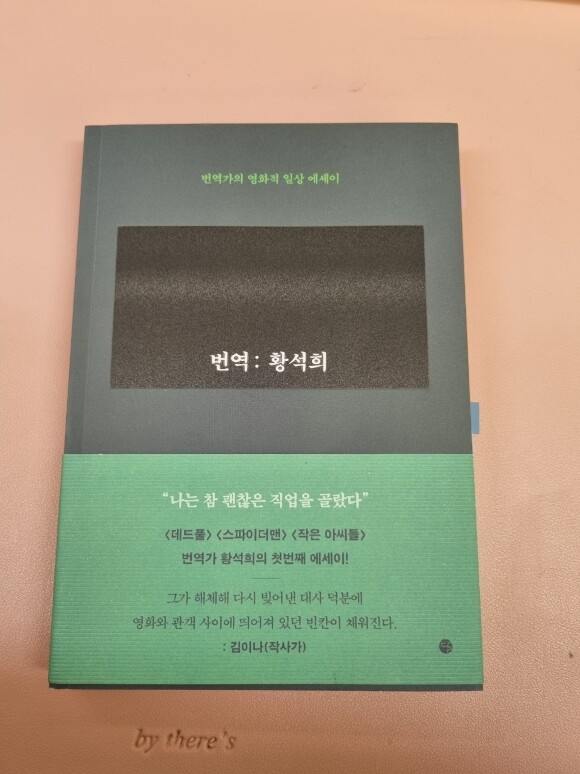 번역가의 영화적 일상 에세이
번역: 황석희
“나는 참 괜찮은 직업을 골랐다”
〈데드풀〉 〈스파이더맨〉 〈작은 아씨들〉
번역가 황석희의 첫번째 에세이!
그가 해체해 다시 빚어낸 대사 덕분에
영화와 관객 사이에 띄어져 있던 빈칸이 채워진다.
: 김이나(작사가)
by there's